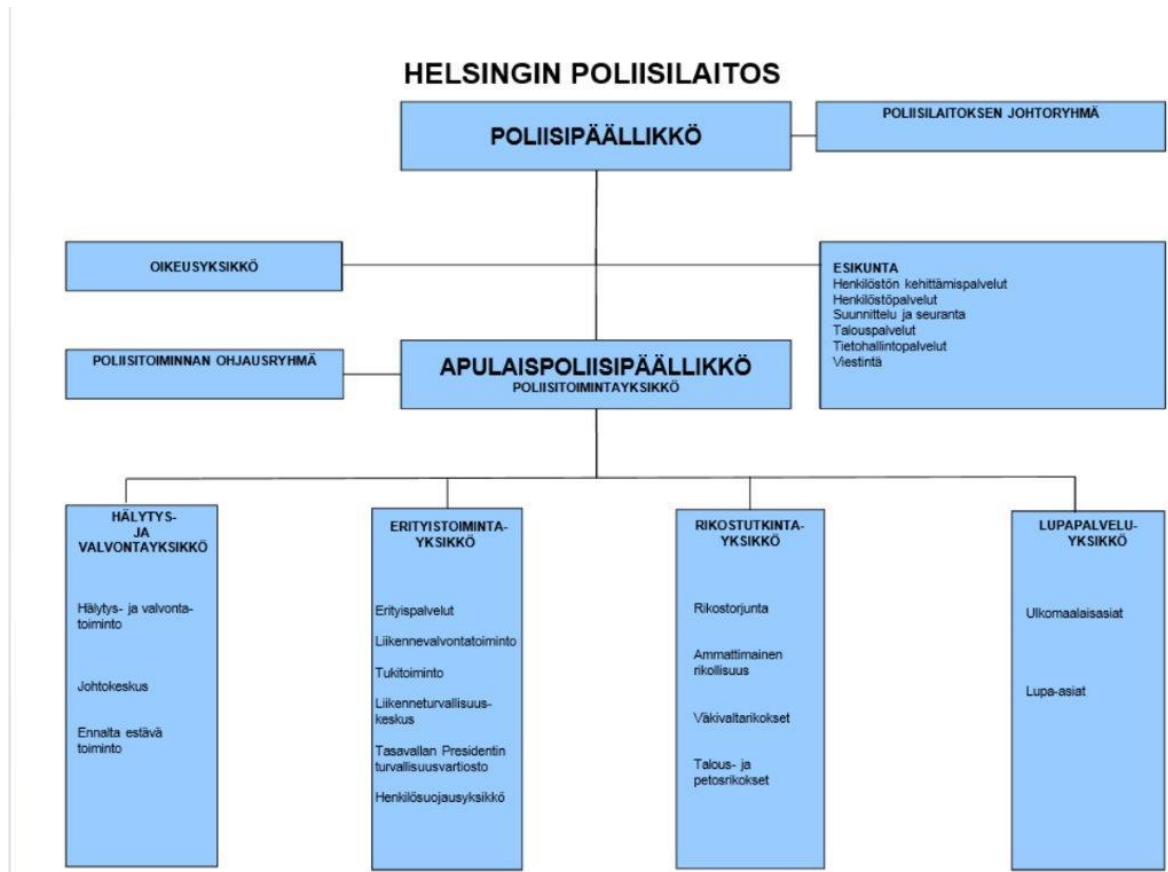 HELSINGIN POLIISILAITOS
POLIISIPÄÄLLIKKÖ
POLIISILAITOKSEN JOHTORYHMÄ
OIKEUSYKSIKKÖ
ESIKUNTA
Henkilöstön kehittämispalvelut
Henkilöstöpalvelut
Suunnittelu ja seuranta
Talouspalvelut
Tietohallintopalvelut
Viestintä
POLIISITOIMINNAN OHJAUSRYHMÄ
APULAISPOLIISIPÄÄLLIKKÖ
POLIISITOIMINTAYKSIKKÖ
HÄLYTYS-
JA
VALVONTAYKSIKKÖ
Hälytys- ja valvonta-
toiminto
Johtokeskus
Ennalta estävä
toiminto
ERITYISTOIMINTA-
YKSIKKÖ
Erityispalvelut
Liikennevalvontatoiminto
Tukitoiminto
Liikenneturvallisuus-
keskus
Tasavallan Presidentin
turvallisuusvartiosto
Henkilösuojausyksikkö
RIKOSTUTKINTA-
YKSIKKÖ
Rikostorjunta
Ammattimainen
rikollisuus
Väkivaltarikokset
Talous- ja
petosrikokset
LUPAPALVELU-
YKSIKKÖ
Ulkomaalaisasiat
Lupa-asiat